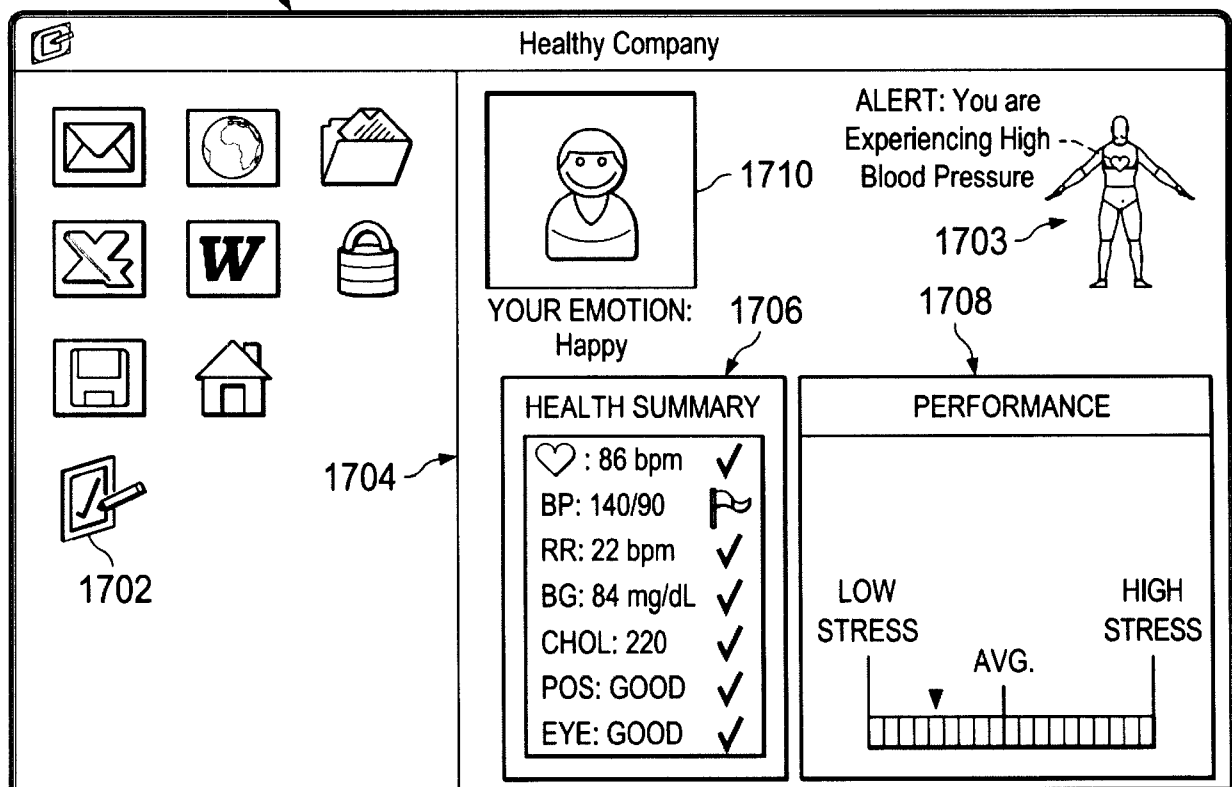 Healthy Company
ALERT: You are
Experiencing High
Blood Pressure
1710
1703
YOUR EMOTION:
Happy
1706
1708
W
1704
1702
HEALTH SUMMARY
: 86 bpm
BP: 140/90
RR: 22 bpm
BG: 84 mg/dL
CHOL: 220
POS: GOOD
EYE: GOOD
PERFORMANCE
LOW
STRESS
HIGH
STRESS
AVG.